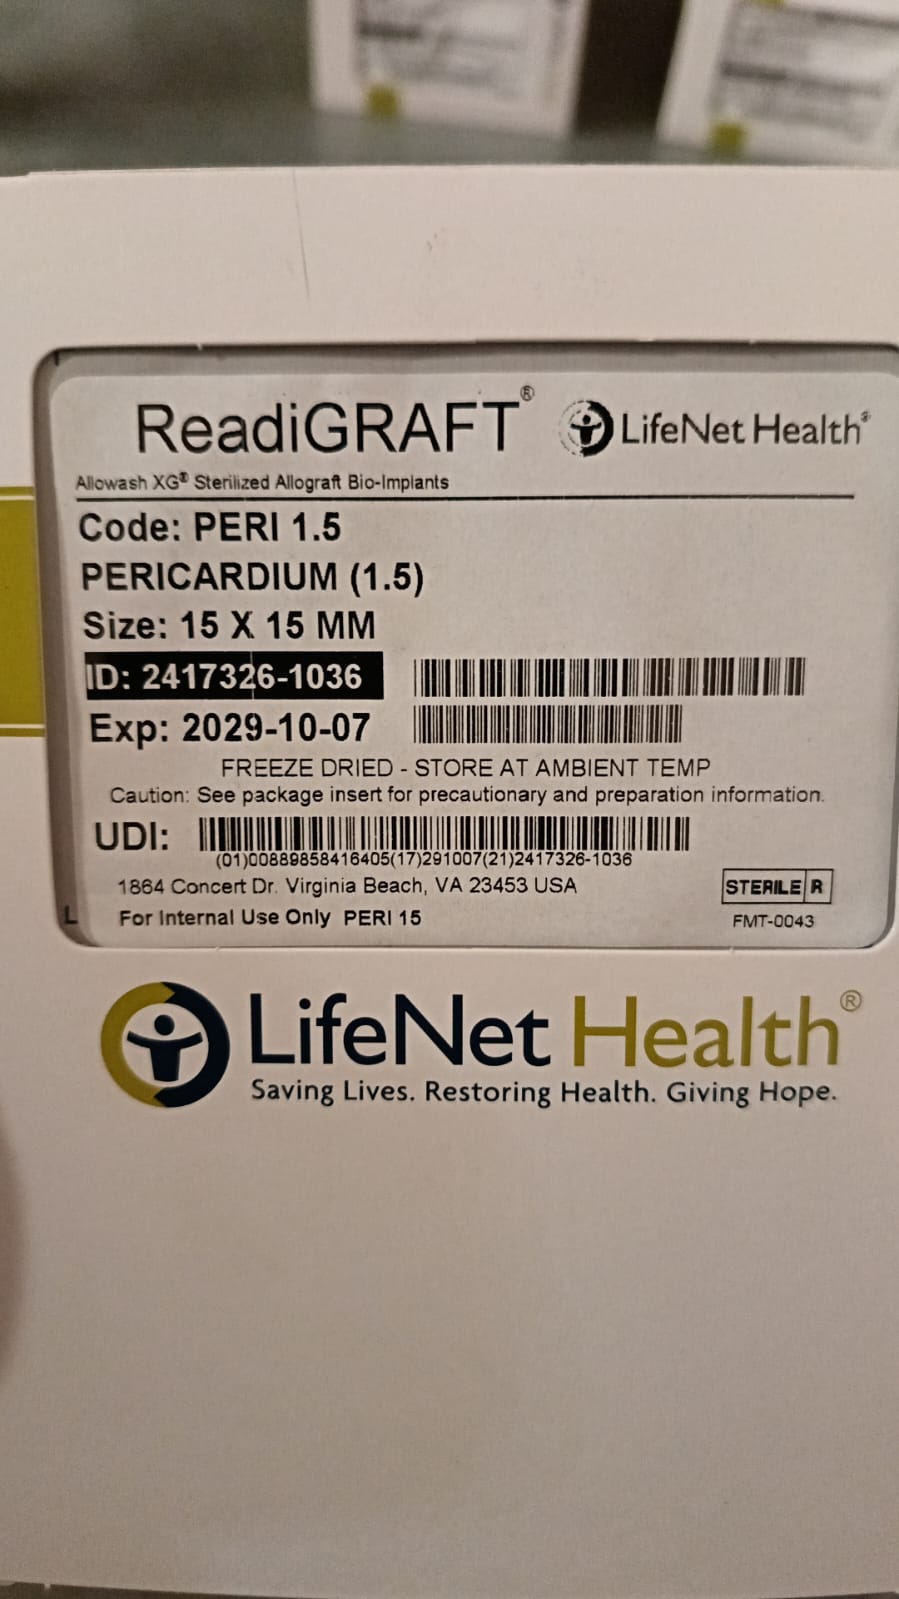 ReadiGRAFT® LifeNet Health®
Allowash XG® Sterilized Allograft Bio-Implants
Code: PERI 1.5
PERICARDIUM (1.5)
Size: 15 X 15 MM
ID: 2417326-1036
Exp: 2029-10-07
FREEZE DRIED - STORE AT AMBIENT TEMP
Caution: See package insert for precautionary and preparation information.
UDI:
(01)00889858416405(17)291007(21)2417326-1036
1864 Concert Dr. Virginia Beach, VA 23453 USA
STERILE R
For Internal Use Only PERI 15
FMT-0043
LifeNet Health®
Saving Lives. Restoring Health. Giving Hope.